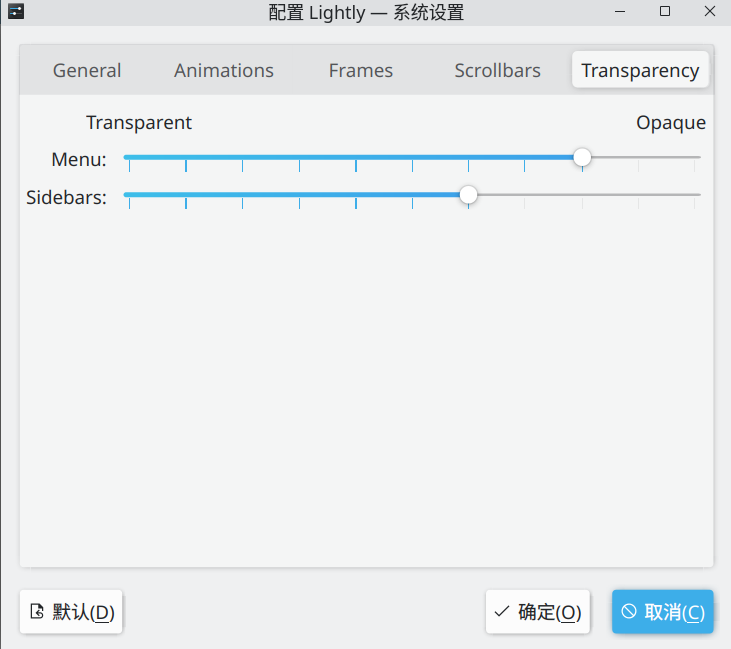 配置 Lightly — 系统设置
General Animations Frames Scrollbars Transparency
Transparent Opaque
Menu:
Sidebars:
默认(D) 确定(O) 取消(C)